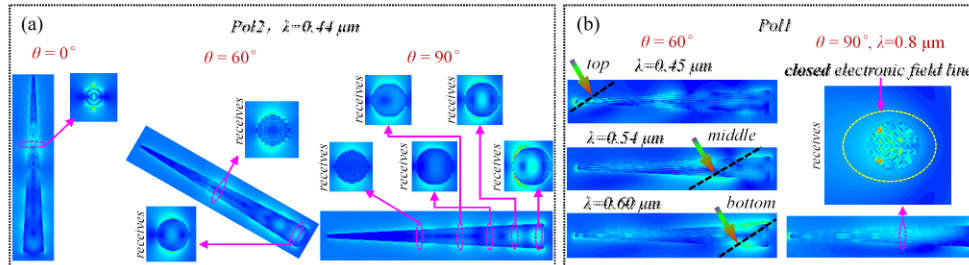 (a)
Pol2, λ=0.44 μm
θ = 0°
θ = 60°
θ = 90°
receives
receives
receives
receives
(b)
Pol1
θ = 60°
θ = 90°, λ=0.8 μm
top
λ=0.45 μm
closed electronic field line
λ=0.54 μm
middle
receives
λ=0.60 μm
bottom